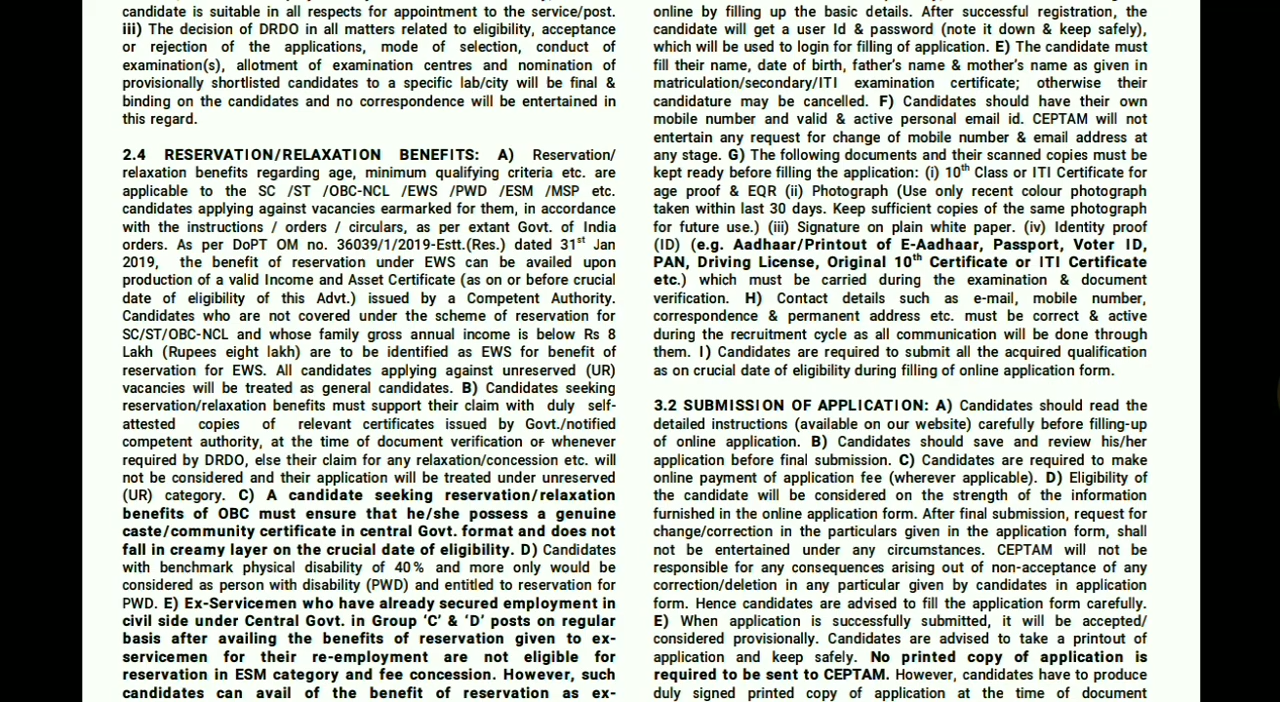 candidate is suitable in all respects for appointment to the service/post.
iii) The decision of DRDO in all matters related to eligibility, acceptance
or rejection of the applications, mode of selection, conduct of
examination(s), allotment of examination centres and nomination of
provisionally shortlisted candidates to a specific lab/city will be final &
binding on the candidates and no correspondence will be entertained in
this regard.
2.4 RESERVATION/RELAXATION BENEFITS: A) Reservation/
relaxation benefits regarding age, minimum qualifying criteria etc. are
applicable to the SC /ST /OBC-NCL /EWS /PWD /ESM /MSP etc.
candidates applying against vacancies earmarked for them, in accordance
with the instructions / orders / circulars, as per extant Govt. of India
orders. As per DoPT OM no. 36039/1/2019-Estt.(Res.) dated 31st Jan
2019, the benefit of reservation under EWS can be availed upon
production of a valid Income and Asset Certificate (as on or before crucial
date of eligibility of this Advt.) issued by a Competent Authority.
Candidates who are not covered under the scheme of reservation for
SC/ST/OBC-NCL and whose family gross annual income is below Rs 8
Lakh (Rupees eight lakh) are to be identified as EWS for benefit of
reservation for EWS. All candidates applying against unreserved (UR)
vacancies will be treated as general candidates. B) Candidates seeking
reservation/relaxation benefits must support their claim with duly self-
attested copies of relevant certificates issued by Govt./notified
competent authority, at the time of document verification or whenever
required by DRDO, else their claim for any relaxation/concession etc. will
not be considered and their application will be treated under unreserved
(UR) category. C) A candidate seeking reservation/relaxation
benefits of OBC must ensure that he/she possess a genuine
caste/community certificate in central Govt. format and does not
fall in creamy layer on the crucial date of eligibility. D) Candidates
with benchmark physical disability of 40% and more only would be
considered as person with disability (PWD) and entitled to reservation for
PWD. E) Ex-Servicemen who have already secured employment in
civil side under Central Govt. in Group ‘C’ & ‘D’ posts on regular
basis after availing the benefits of reservation given to ex-
servicemen for their re-employment are not eligible for
reservation in ESM category and fee concession. However, such
candidates can avail of the benefit of reservation as ex-
online by filling up the basic details. After successful registration, the
candidate will get a user Id & password (note it down & keep safely),
which will be used to login for filling of application. E) The candidate must
fill their name, date of birth, father's name & mother's name as given in
matriculation/secondary/ITI examination certificate; otherwise their
candidature may be cancelled. F) Candidates should have their own
mobile number and valid & active personal email id. CEPTAM will not
entertain any request for change of mobile number & email address at
any stage. G) The following documents and their scanned copies must be
kept ready before filling the application: (i) 10th Class or ITI Certificate for
age proof & EQR (ii) Photograph (Use only recent colour photograph
taken within last 30 days. Keep sufficient copies of the same photograph
for future use.) (iii) Signature on plain white paper. (iv) Identity proof
(ID) (e.g. Aadhaar/Printout of E-Aadhaar, Passport, Voter ID,
PAN, Driving License, Original 10th Certificate or ITI Certificate
etc.) which must be carried during the examination & document
verification. H) Contact details such as e-mail, mobile number,
correspondence & permanent address etc. must be correct & active
during the recruitment cycle as all communication will be done through
them. I) Candidates are required to submit all the acquired qualification
as on crucial date of eligibility during filling of online application form.
3.2 SUBMISSION OF APPLICATION: A) Candidates should read the
detailed instructions (available on our website) carefully before filling-up
of online application. B) Candidates should save and review his/her
application before final submission. C) Candidates are required to make
online payment of application fee (wherever applicable). D) Eligibility of
the candidate will be considered on the strength of the information
furnished in the online application form. After final submission, request for
change/correction in the particulars given in the application form, shall
not be entertained under any circumstances. CEPTAM will not be
responsible for any consequences arising out of non-acceptance of any
correction/deletion in any particular given by candidates in application
form. Hence candidates are advised to fill the application form carefully.
E) When application is successfully submitted, it will be accepted/
considered provisionally. Candidates are advised to take a printout of
application and keep safely. No printed copy of application is
required to be sent to CEPTAM. However, candidates have to produce
duly signed printed copy of application at the time of document